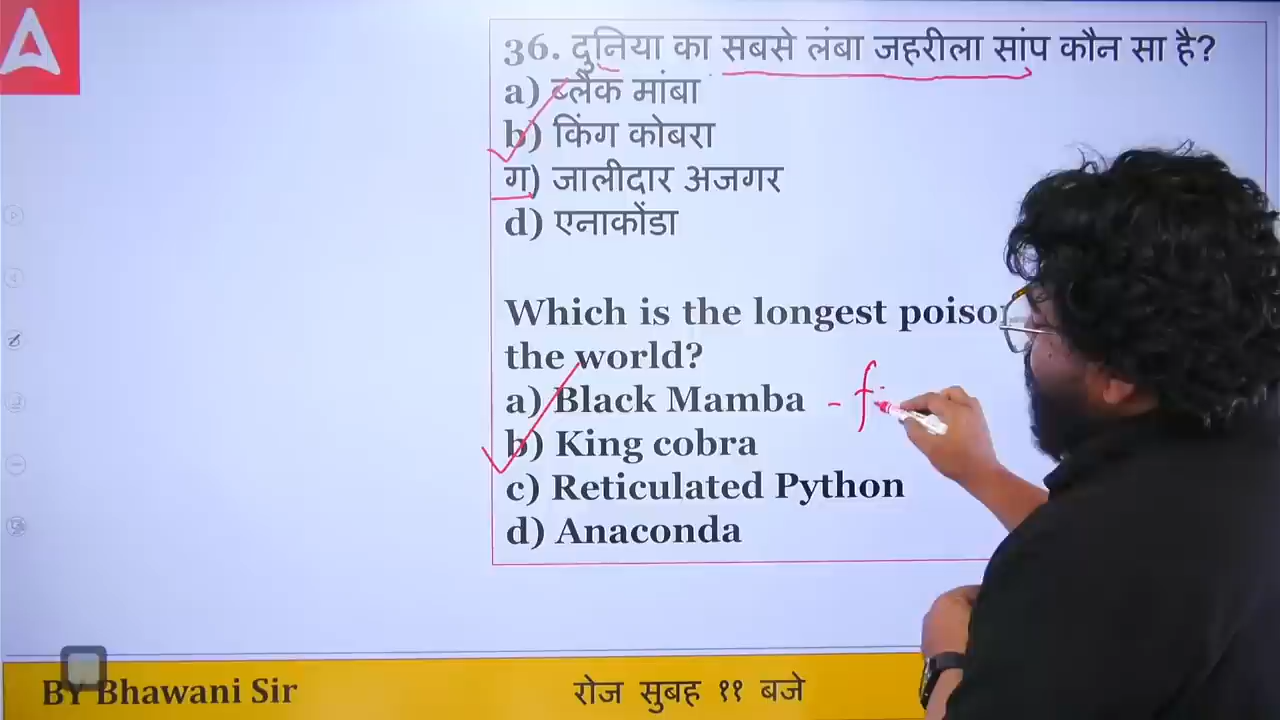 36. दुनिया का सबसे लंबा जहरीला सांप कौन सा है?
a) ब्लैक मांबा
b) किंग कोबरा
ग) जालीदार अजगर
d) एनाकोंडा
Which is the longest
the world?
a) Black Mamba - f
b) King cobra
c) Reticulated Python
d) Anaconda
BY Bhawani Sir
रोज सुबह ११ बजे